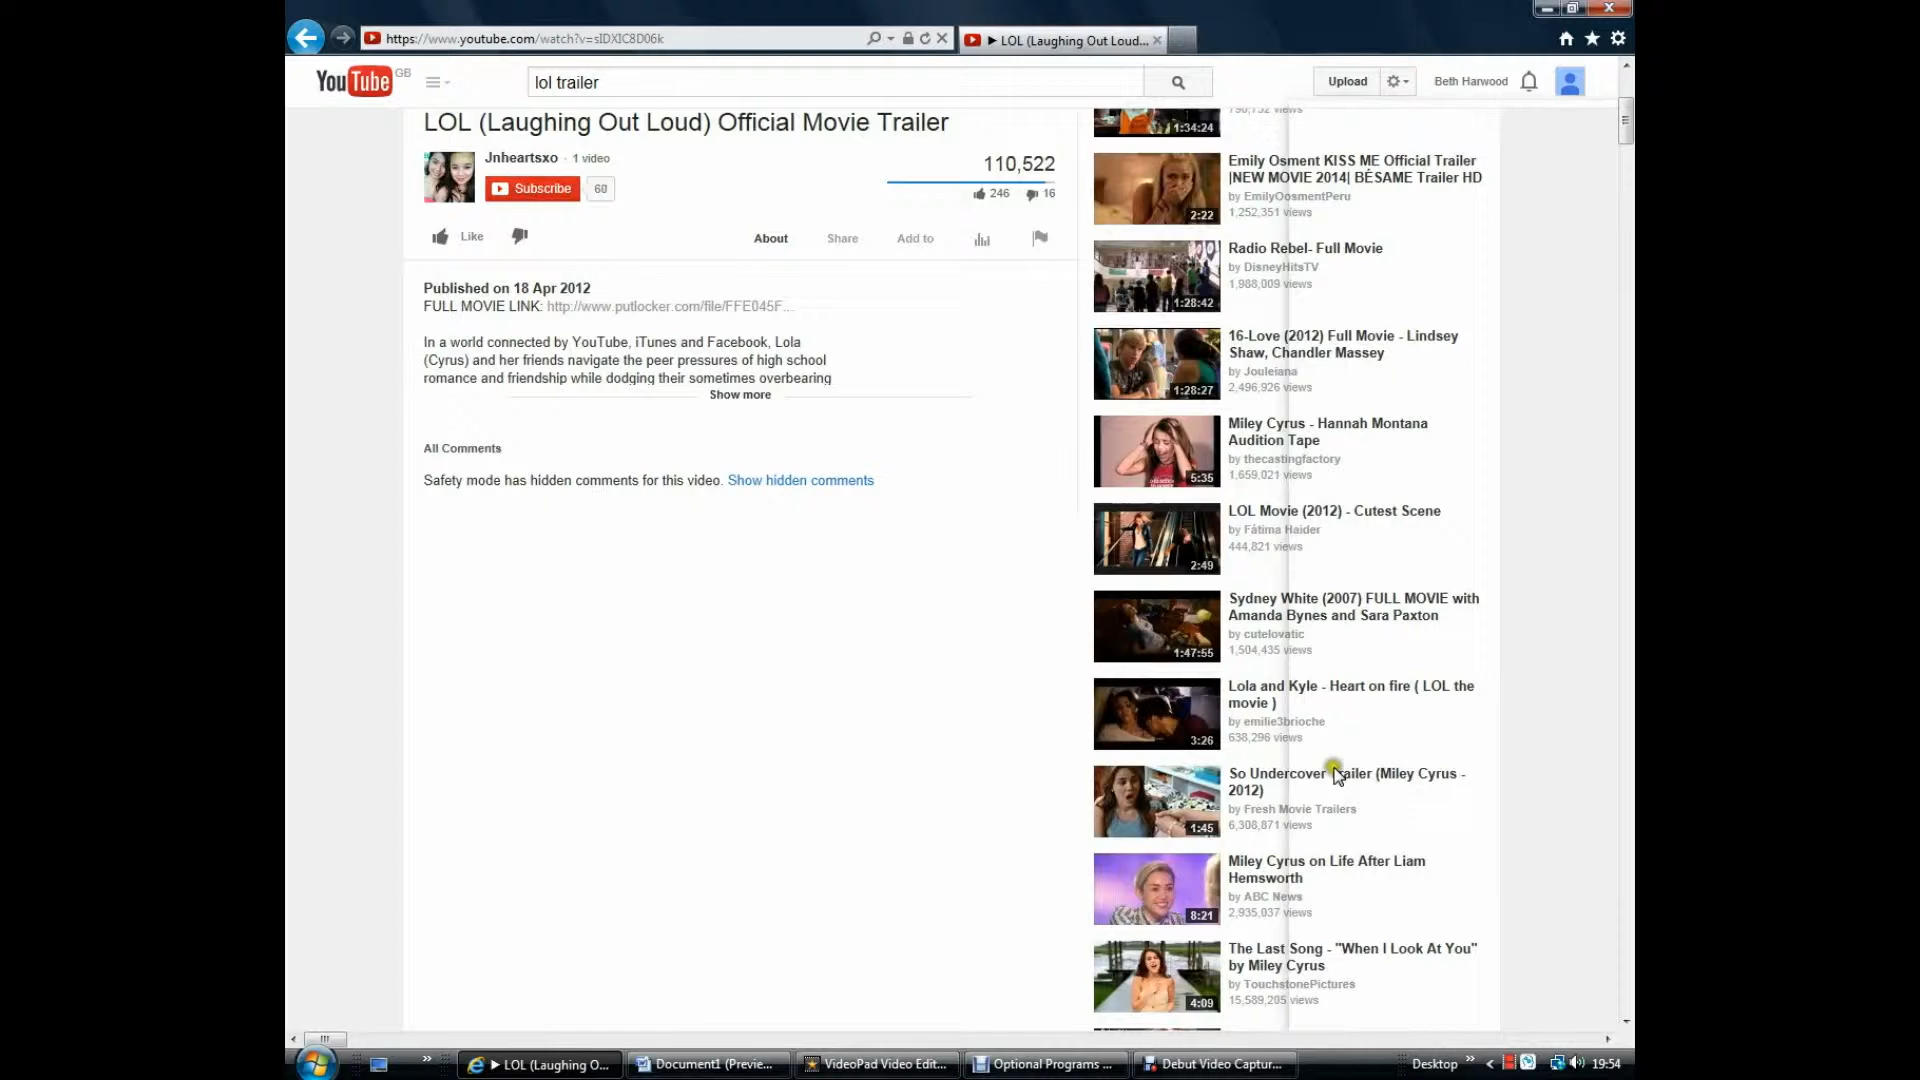 https://www.youtube.com/watch?v=sIDXIC8D06k
LOL (Laughing Out Loud...
YouTube GB
lol trailer
Upload
Beth Harwood
LOL (Laughing Out Loud) Official Movie Trailer
Jnheartsxo · 1 video
Subscribe 60
110,522
246 16
Like
About Share Add to
Published on 18 Apr 2012
FULL MOVIE LINK: http://www.putlocker.com/file/FFE045F...
In a world connected by YouTube, iTunes and Facebook, Lola
(Cyrus) and her friends navigate the peer pressures of high school
romance and friendship while dodging their sometimes overbearing
Show more
All Comments
Safety mode has hidden comments for this video. Show hidden comments
1:34:24
views
Emily Osment KISS ME Official Trailer
|NEW MOVIE 2014| BÉSAME Trailer HD
by EmilyOosmentPeru
1,252,351 views
2:22
Radio Rebel- Full Movie
by DisneyHitsTV
1,988,009 views
1:28:42
16-Love (2012) Full Movie - Lindsey
Shaw, Chandler Massey
by Jouleiana
2,496,926 views
1:28:27
Miley Cyrus - Hannah Montana
Audition Tape
by thecastingfactory
1,659,021 views
5:35
LOL Movie (2012) - Cutest Scene
by Fátima Haider
444,821 views
2:49
Sydney White (2007) FULL MOVIE with
Amanda Bynes and Sara Paxton
by cutelovatic
1,504,435 views
1:47:55
Lola and Kyle - Heart on fire ( LOL the
movie )
by emilie3brioche
638,296 views
3:26
So Undercover Trailer (Miley Cyrus -
2012)
by Fresh Movie Trailers
6,308,871 views
1:45
Miley Cyrus on Life After Liam
Hemsworth
by ABC News
2,935,037 views
8:21
The Last Song - "When I Look At You"
by Miley Cyrus
by TouchstonePictures
15,589,205 views
4:09
LOL (Laughing O...
Document1 (Previe...
VideoPad Video Edit...
Optional Programs ...
Debut Video Captur...
Desktop
19:54